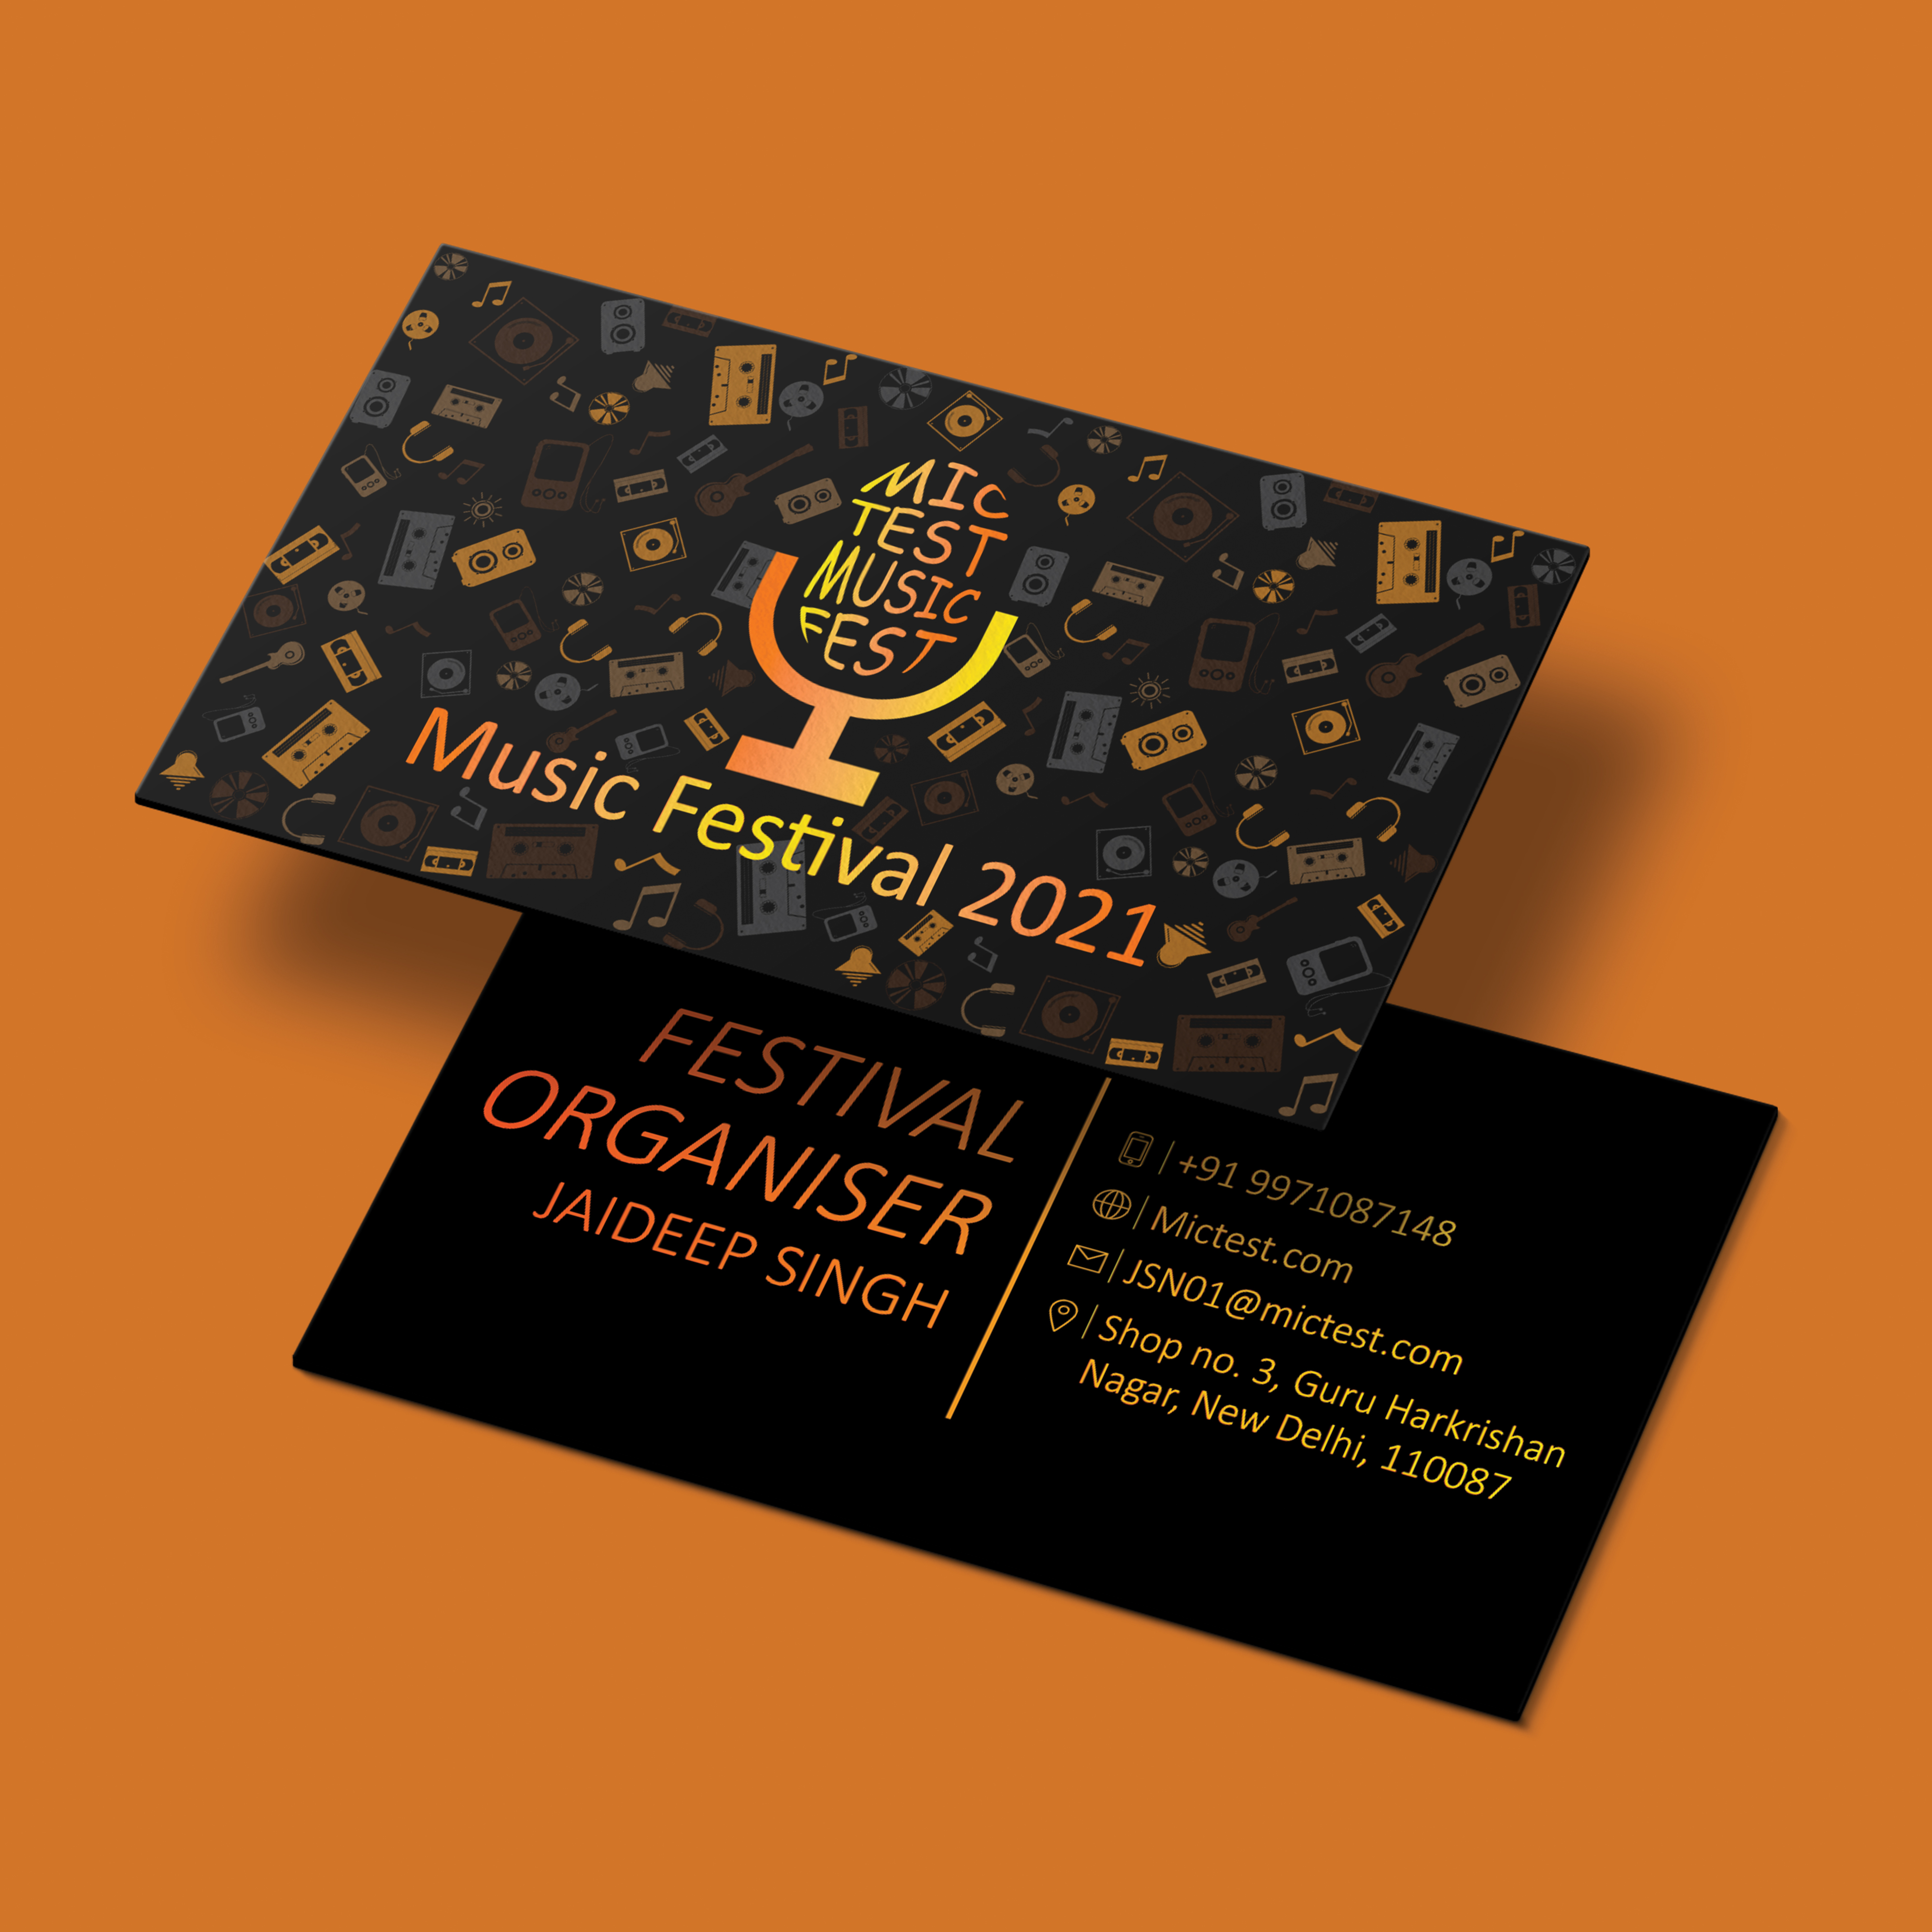 MIC
TEST
MUSIC
FEST
Music Festival 2021
FESTIVAL
ORGANISER
JAIDEEP SINGH
+91 9971087148
Mictest.com
JSN01@mictest.com
Shop no. 3, Guru Harkrishan
Nagar, New Delhi, 110087